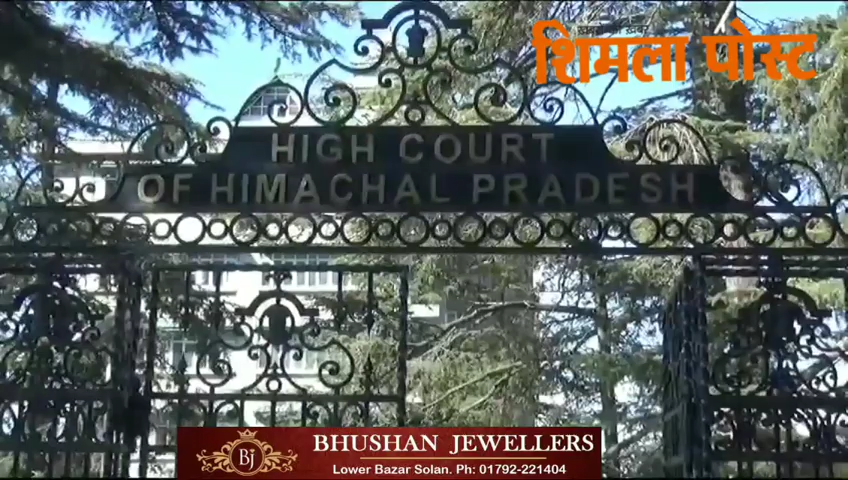 शिमला पोस्ट
HIGH COURT
OF HIMACHAL PRADESH
BJ
BHUSHAN JEWELLERS
Lower Bazar Solan. Ph: 01792-221404